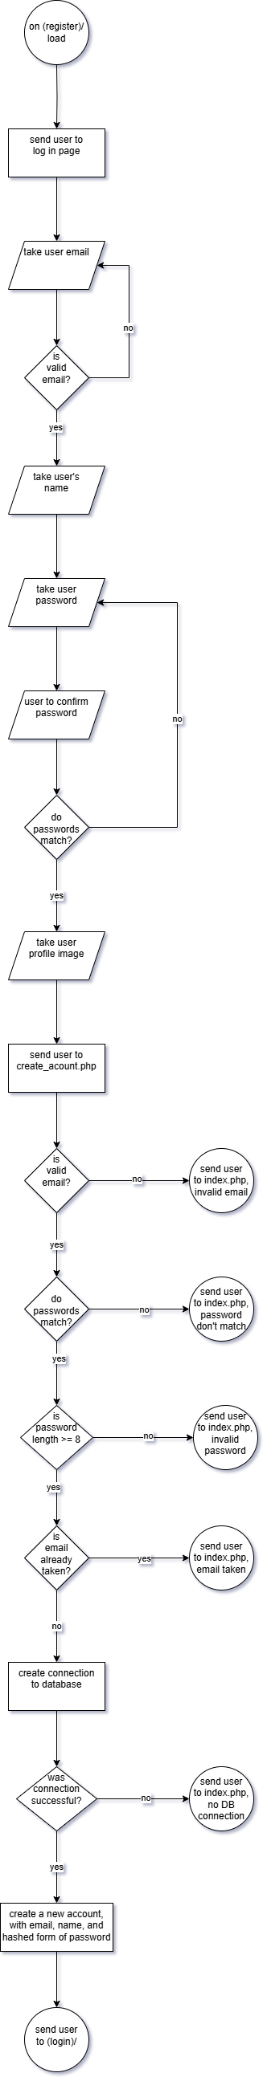 on (register)/
load
send user to
log in page
take user email
no
is
valid
email?
yes
take user's
name
take user
password
user to confirm
password
no
do
passwords
match?
yes
take user
profile image
send user to
create_acount.php
is
valid
email?
no
send user
to index.php,
invalid email
yes
do
passwords
match?
no
send user
to index.php,
password
don't match
yes
is
password
length >= 8
no
send user
to index.php,
invalid
password
yes
is
email
already
taken?
yes
send user
to index.php,
email taken
no
create connection
to database
was
connection
successful?
no
send user
to index.php,
no DB
connection
yes
create a new account,
with email, name, and
hashed form of password
send user
to (login)/